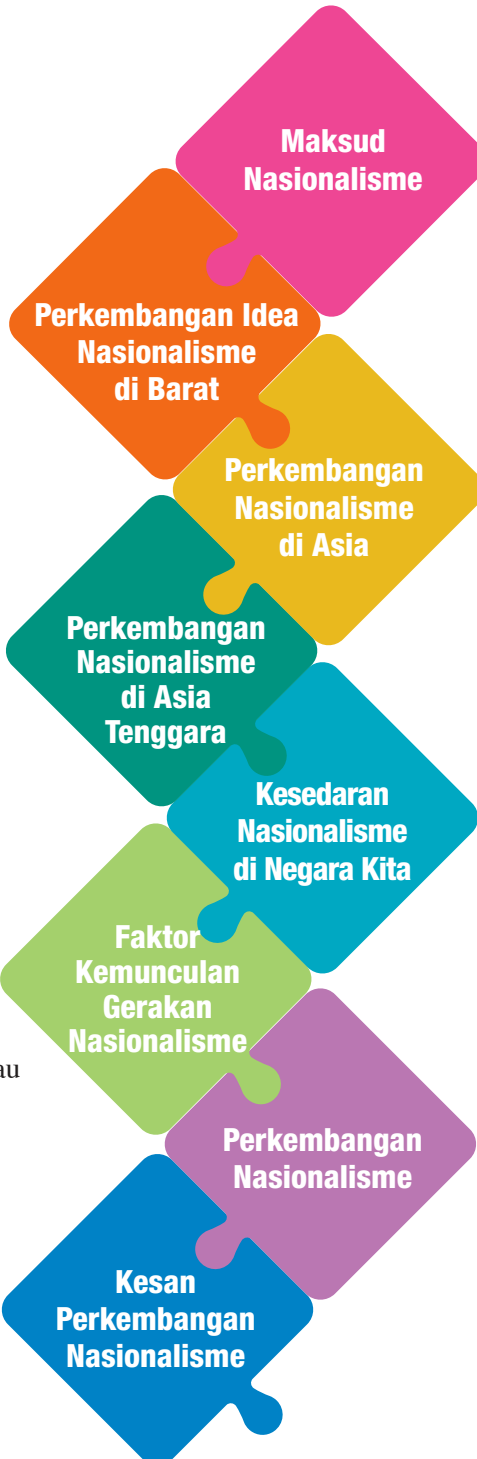 Maksud
Nasionalisme
Perkembangan Idea
Nasionalisme
di Barat
Perkembangan
Nasionalisme
di Asia
Perkembangan
Nasionalisme
di Asia
Tenggara
Kesedaran
Nasionalisme
di Negara Kita
Faktor
Kemunculan
Gerakan
Nasionalisme
au
Perkembangan
Nasionalisme
Kesan
Perkembangan
Nasionalisme